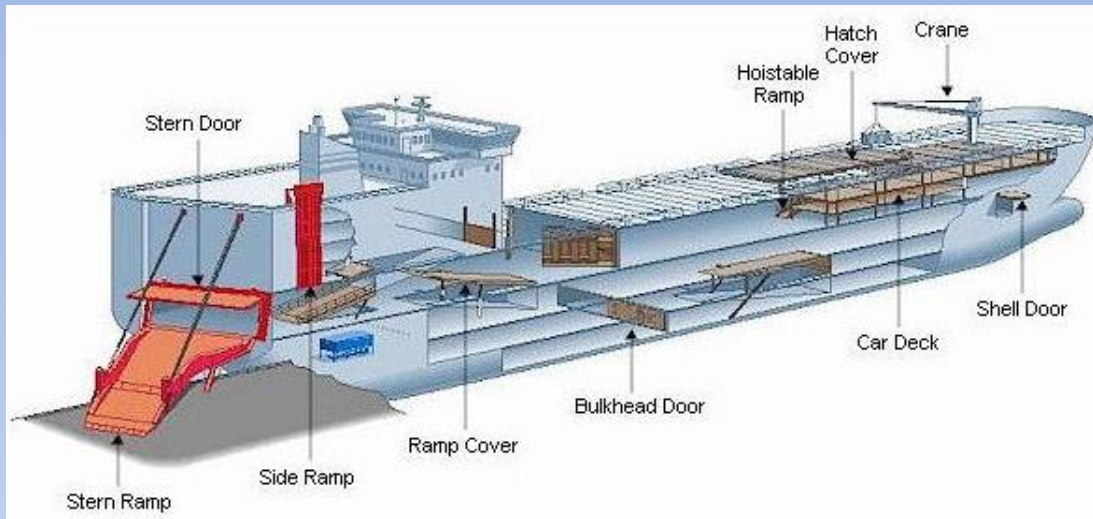 Crane
Hatch
Cover
Hoistable
Ramp
Stern Door
Shell Door
Car Deck
Bulkhead Door
Ramp Cover
Side Ramp
Stern Ramp